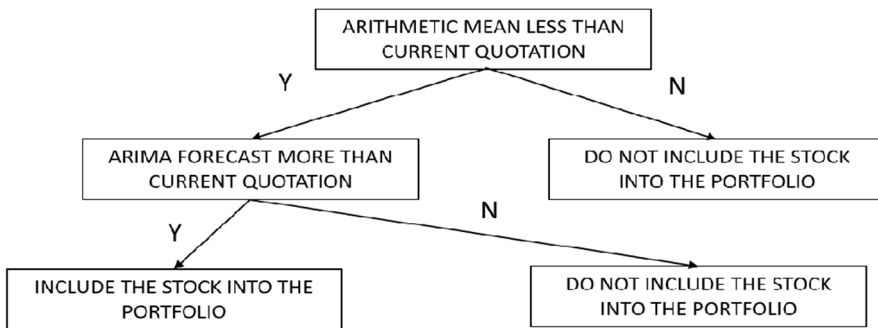 ARITHMETIC MEAN LESS THAN
CURRENT QUOTATION
Y
N
ARIMA FORECAST MORE THAN
CURRENT QUOTATION
DO NOT INCLUDE THE STOCK
INTO THE PORTFOLIO
Y
N
INCLUDE THE STOCK INTO THE
PORTFOLIO
DO NOT INCLUDE THE STOCK
INTO THE PORTFOLIO